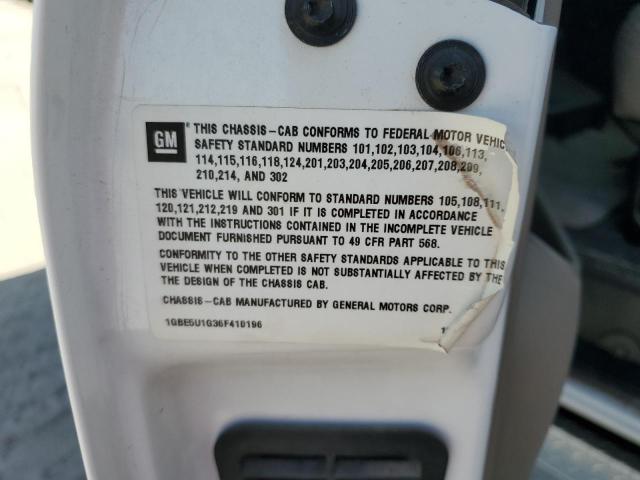 GM
THIS CHASSIS-CAB CONFORMS TO FEDERAL MOTOR VEHIC
SAFETY STANDARD NUMBERS 101,102,103,104,106,113,
114,115,116,118,124,201,203,204,205,206,207,208,209,
210,214, AND 302
THIS VEHICLE WILL CONFORM TO STANDARD NUMBERS 105,108,111,
120,121,212,219 AND 301 IF IT IS COMPLETED IN ACCORDANCE
WITH THE INSTRUCTIONS CONTAINED IN THE INCOMPLETE VEHICLE
DOCUMENT FURNISHED PURSUANT TO 49 CFR PART 568.
CONFORMITY TO THE OTHER SAFETY STANDARDS APPLICABLE TO THIS
VEHICLE WHEN COMPLETED IS NOT SUBSTANTIALLY AFFECTED BY THE
THE DESIGN OF THE CHASSIS CAB.
CHASSIS-CAB MANUFACTURED BY GENERAL MOTORS CORP.
1GBE5U1G36F410196